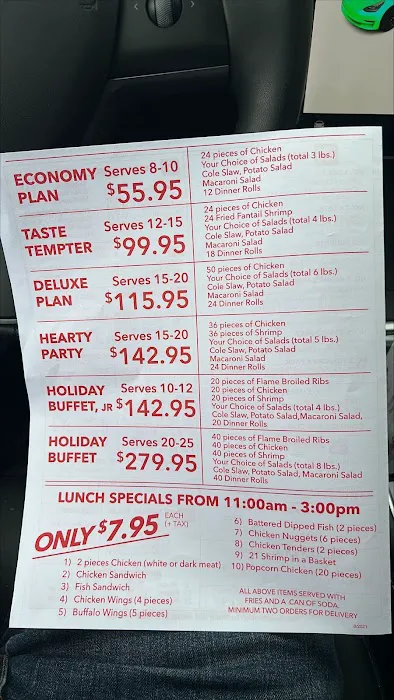 ECONOMY PLAN
Serves 8-10
$55.95
24 pieces of Chicken
Your Choice of Salads (total 3 lbs.)
Cole Slaw, Potato Salad
Macaroni Salad
12 Dinner Rolls
TASTE TEMPTER
Serves 12-15
$99.95
24 pieces of Chicken
24 Fried Fantail Shrimp
Your Choice of Salads (total 4 lbs.)
Cole Slaw, Potato Salad
Macaroni Salad
18 Dinner Rolls
DELUXE PLAN
Serves 15-20
$115.95
50 pieces of Chicken
Your Choice of Salads (total 6 lbs.)
Cole Slaw, Potato Salad
Macaroni Salad
24 Dinner Rolls
HEARTY PARTY
Serves 15-20
$142.95
36 pieces of Chicken
36 pieces of Shrimp
Your Choice of Salads (total 5 lbs.)
Cole Slaw, Potato Salad
Macaroni Salad
24 Dinner Rolls
HOLIDAY BUFFET, JR
Serves 10-12
$142.95
20 pieces of Flame Broiled Ribs
20 pieces of Chicken
20 pieces of Shrimp
Your Choice of Salads (total 4 lbs.)
Cole Slaw, Potato Salad,Macaroni Salad,
20 Dinner Rolls
HOLIDAY BUFFET
Serves 20-25
$279.95
40 pieces of Flame Broiled Ribs
40 pieces of Chicken
40 pieces of Shrimp
Your Choice of Salads (total 8 lbs.)
Cole Slaw, Potato Salad, Macaroni Salad
40 Dinner Rolls
LUNCH SPECIALS FROM 11:00am - 3:00pm
ONLY $7.95 EACH (+ TAX)
1) 2 pieces Chicken (white or dark meat)
2) Chicken Sandwich
3) Fish Sandwich
4) Chicken Wings (4 pieces)
5) Buffalo Wings (5 pieces)
6) Battered Dipped Fish (2 pieces)
7) Chicken Nuggets (6 pieces)
8) Chicken Tenders (2 pieces)
9) 21 Shrimp in a Basket
10) Popcorn Chicken (20 pieces)
ALL ABOVE ITEMS SERVED WITH
FRIES AND A CAN OF SODA.
MINIMUM TWO ORDERS FOR DELIVERY